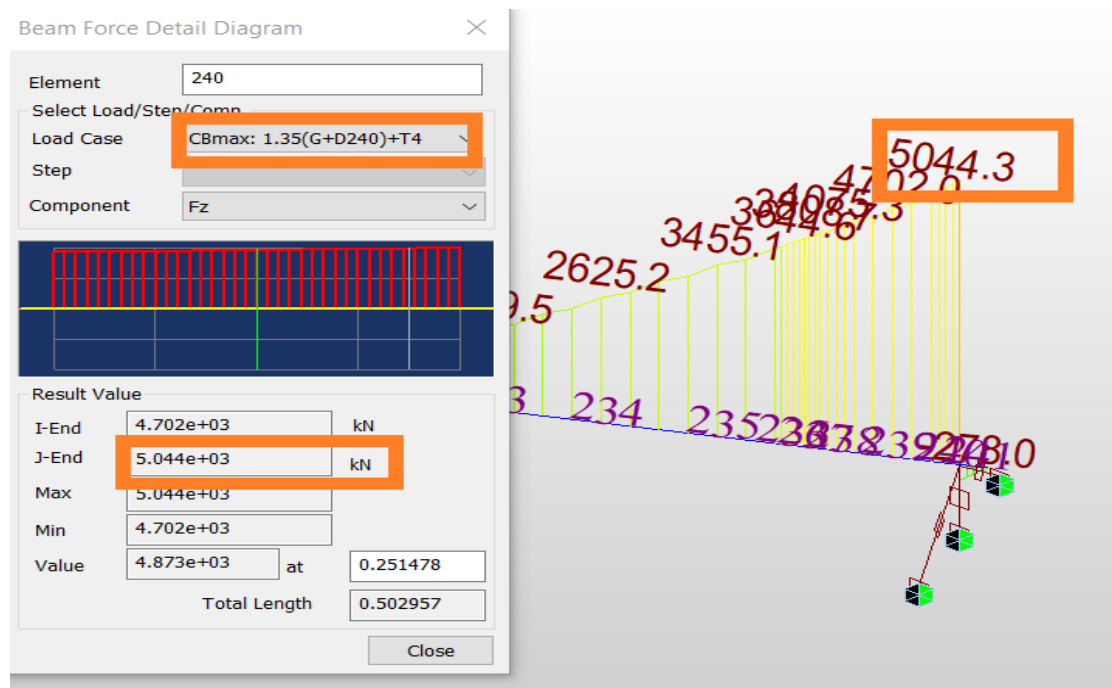 Beam Force Detail Diagram
Element 240
Select Load/Step/Comp
Load Case CBmax: 1.35(G+D240)+T4
Step
Component Fz
Result Value
I-End 4.702e+03 kN
J-End 5.044e+03 kN
Max 5.044e+03
Min 4.702e+03
Value 4.873e+03 at 0.251478
Total Length 0.502957
Close
5044.3
4702.0
3455.1
2625.2
9.5
3
234
235